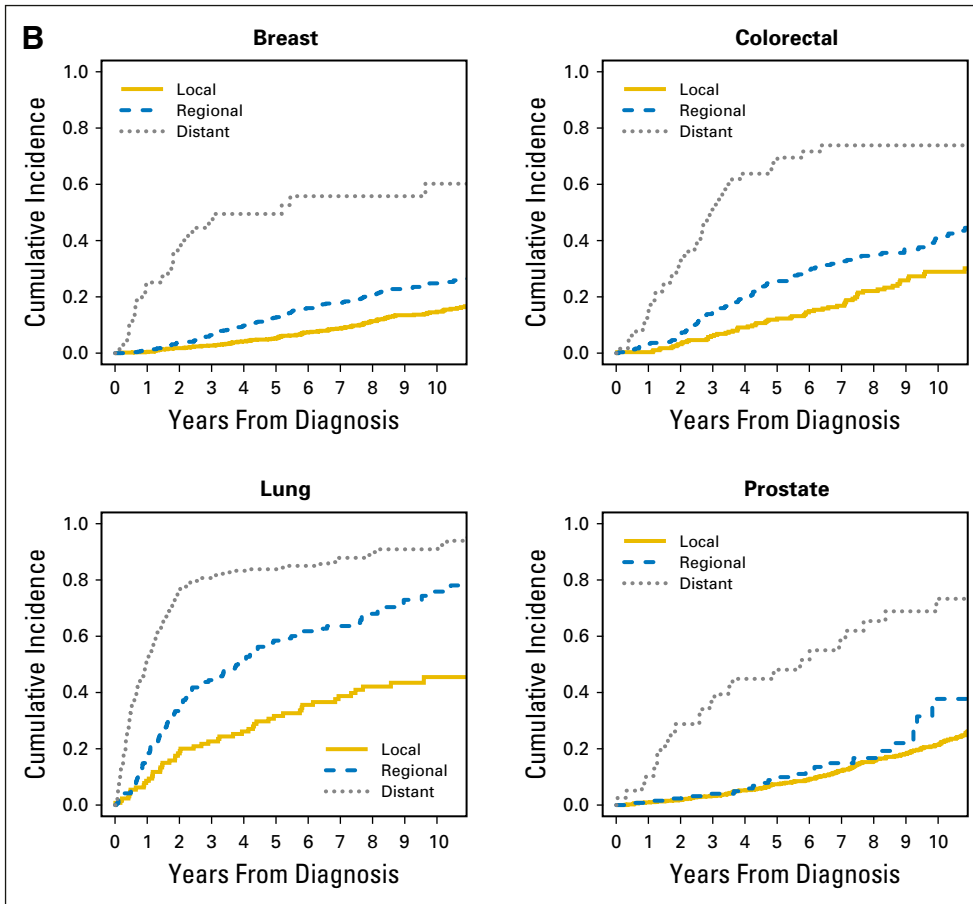 B
Breast
Cumulative Incidence
1.0
0.8
0.6
0.4
0.2
0.0
Local
Regional
Distant
0 1 2 3 4 5 6 7 8 9 10
Years From Diagnosis
Colorectal
Cumulative Incidence
1.0
0.8
0.6
0.4
0.2
0.0
Local
Regional
Distant
0 1 2 3 4 5 6 7 8 9 10
Years From Diagnosis
Lung
Cumulative Incidence
1.0
0.8
0.6
0.4
0.2
0.0
Local
Regional
Distant
0 1 2 3 4 5 6 7 8 9 10
Years From Diagnosis
Prostate
Cumulative Incidence
1.0
0.8
0.6
0.4
0.2
0.0
Local
Regional
Distant
0 1 2 3 4 5 6 7 8 9 10
Years From Diagnosis